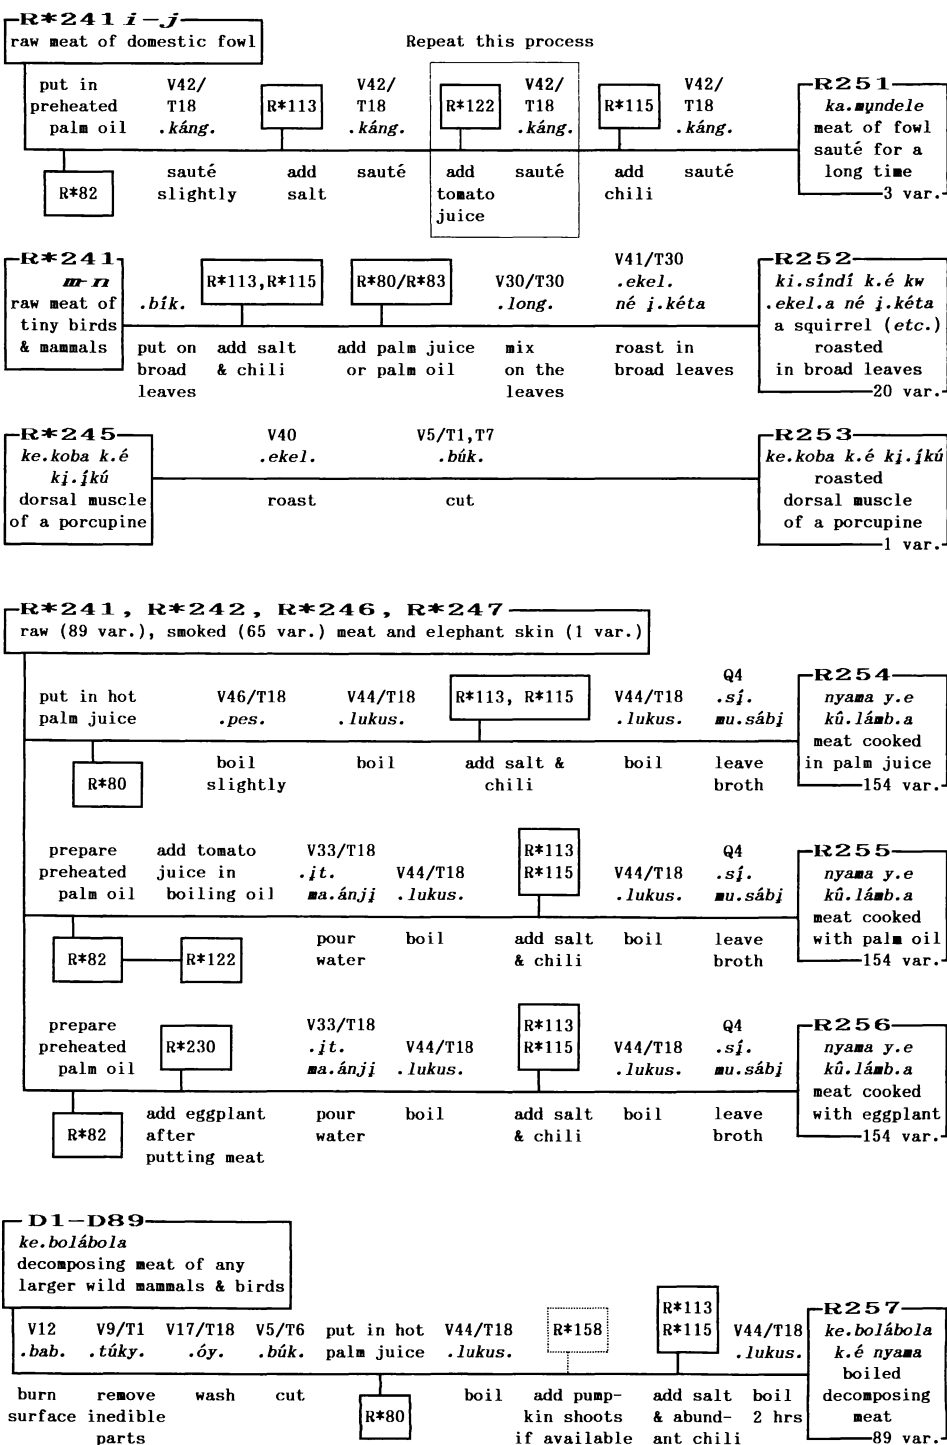 R*241 i-j
raw meat of domestic fowl
Repeat this process
put in preheated palm oil
R*82
V42/T18 .káng.
sauté slightly
R*113
add salt
V42/T18 .káng.
sauté
R*122
add tomato juice
V42/T18 .káng.
sauté
R*115
add chili
V42/T18 .káng.
sauté
R251
ka.mu̧ndele
meat of fowl
sauté for a
long time
3 var.
R*241
m-n
raw meat of
tiny birds
& mammals
.bík.
put on broad leaves
R*113,R*115
add salt & chili
R*80/R*83
add palm juice or palm oil
V30/T30 .long.
mix on the leaves
V41/T30 .ekel. né i̧.kéta
roast in broad leaves
R252
ki.síndí k.é kw
.ekel.a né i̧.kéta
a squirrel (etc.)
roasted
in broad leaves
20 var.
R*245
ke.koba k.é
ki̧.í̧kú
dorsal muscle
of a porcupine
V40 .ekel.
roast
V5/T1,T7 .búk.
cut
R253
ke.koba k.é ki̧.í̧kú
roasted
dorsal muscle
of a porcupine
1 var.
R*241, R*242, R*246, R*247
raw (89 var.), smoked (65 var.) meat and elephant skin (1 var.)
put in hot palm juice
R*80
V46/T18 .pes.
boil slightly
V44/T18 .lukus.
boil
R*113, R*115
add salt & chili
V44/T18 .lukus.
boil
Q4 .sí̧. mu.sábi̧
leave broth
R254
nyama y.e
kû.lámb.a
meat cooked
in palm juice
154 var.
prepare preheated palm oil
R*82
add tomato juice in boiling oil
R*122
V33/T18 .i̧t. ma.ánji̧
pour water
V44/T18 .lukus.
boil
R*113
R*115
add salt & chili
V44/T18 .lukus.
boil
Q4 .sí̧. mu.sábi̧
leave broth
R255
nyama y.e
kû.lámb.a
meat cooked
with palm oil
154 var.
prepare preheated palm oil
R*82
R*230
add eggplant after putting meat
V33/T18 .i̧t. ma.ánji̧
pour water
V44/T18 .lukus.
boil
R*113
R*115
add salt & chili
V44/T18 .lukus.
boil
Q4 .sí̧. mu.sábi̧
leave broth
R256
nyama y.e
kû.lámb.a
meat cooked
with eggplant
154 var.
D1-D89
ke.bolábola
decomposing meat of any
larger wild mammals & birds
V12 .bab.
burn surface
V9/T1 .túky.
remove inedible parts
V17/T18 .óy.
wash
V5/T6 .búk.
cut
put in hot palm juice
R*80
V44/T18 .lukus.
boil
R*158
add pump-
kin shoots
if available
R*113
R*115
add salt
& abund-
ant chili
V44/T18 .lukus.
boil 2 hrs
R257
ke.bolábola
k.é nyama
boiled
decomposing
meat
89 var.